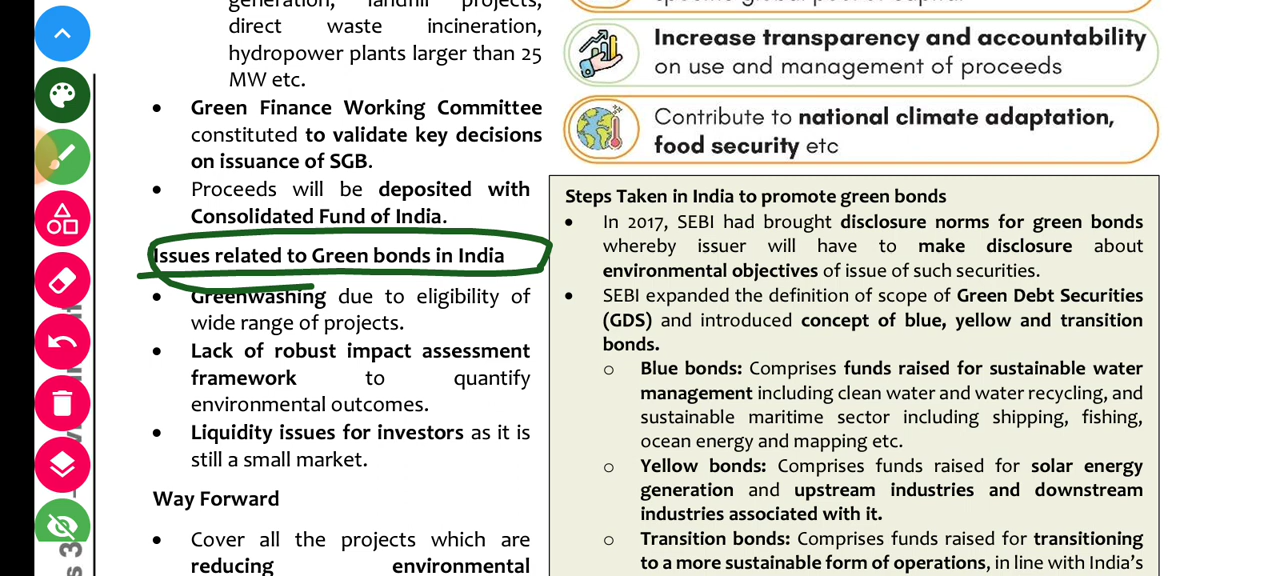 generation, landfill projects,
direct waste incineration,
hydropower plants larger than 25
MW etc.
• Green Finance Working Committee
constituted to validate key decisions
on issuance of SGB.
• Proceeds will be deposited with
Consolidated Fund of India.
Issues related to Green bonds in India
• Greenwashing due to eligibility of
wide range of projects.
• Lack of robust impact assessment
framework to quantify
environmental outcomes.
• Liquidity issues for investors as it is
still a small market.
Way Forward
• Cover all the projects which are
reducing environmental
Increase transparency and accountability
on use and management of proceeds
Contribute to national climate adaptation,
food security etc
Steps Taken in India to promote green bonds
• In 2017, SEBI had brought disclosure norms for green bonds
whereby issuer will have to make disclosure about
environmental objectives of issue of such securities.
• SEBI expanded the definition of scope of Green Debt Securities
(GDS) and introduced concept of blue, yellow and transition
bonds.
o Blue bonds: Comprises funds raised for sustainable water
management including clean water and water recycling, and
sustainable maritime sector including shipping, fishing,
ocean energy and mapping etc.
o Yellow bonds: Comprises funds raised for solar energy
generation and upstream industries and downstream
industries associated with it.
o Transition bonds: Comprises funds raised for transitioning
to a more sustainable form of operations, in line with India's